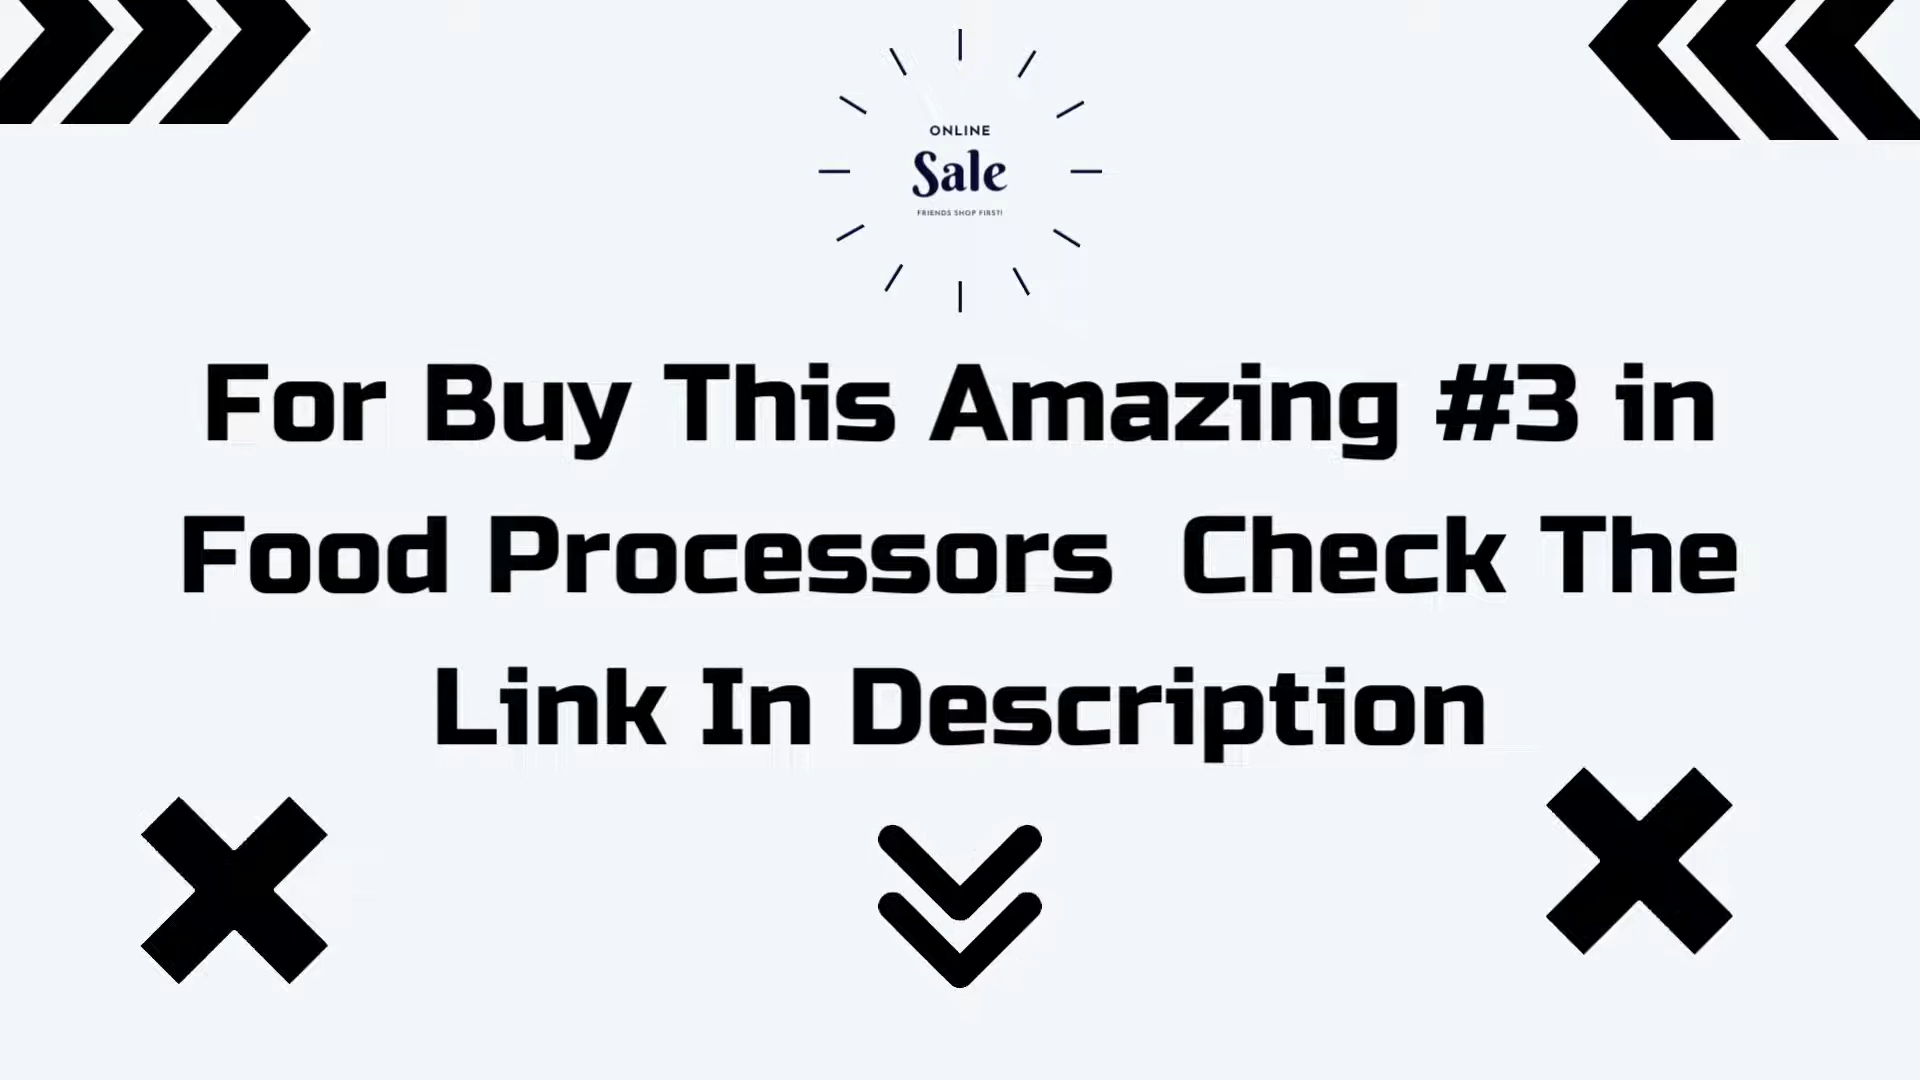 ONLINE
Sale
FRIENDS SHOP FIRST!
For Buy This Amazing #3 in
Food Processors  Check The
Link In Description